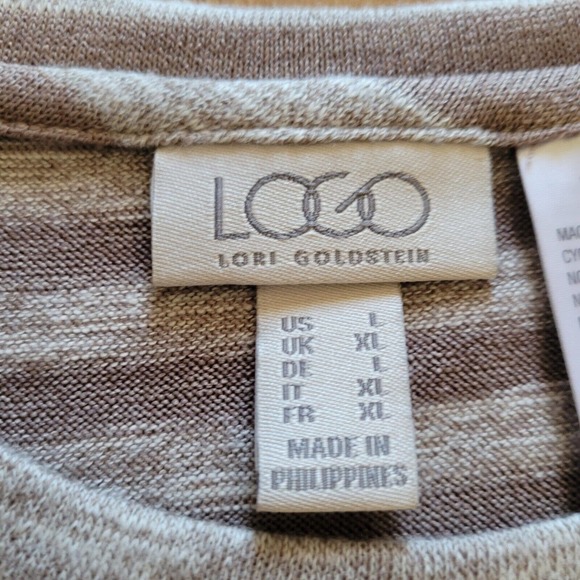 LOGO
LORI GOLDSTEIN
US L
UK XL
DE L
IT XL
FR XL
MADE IN
PHILIPPINES